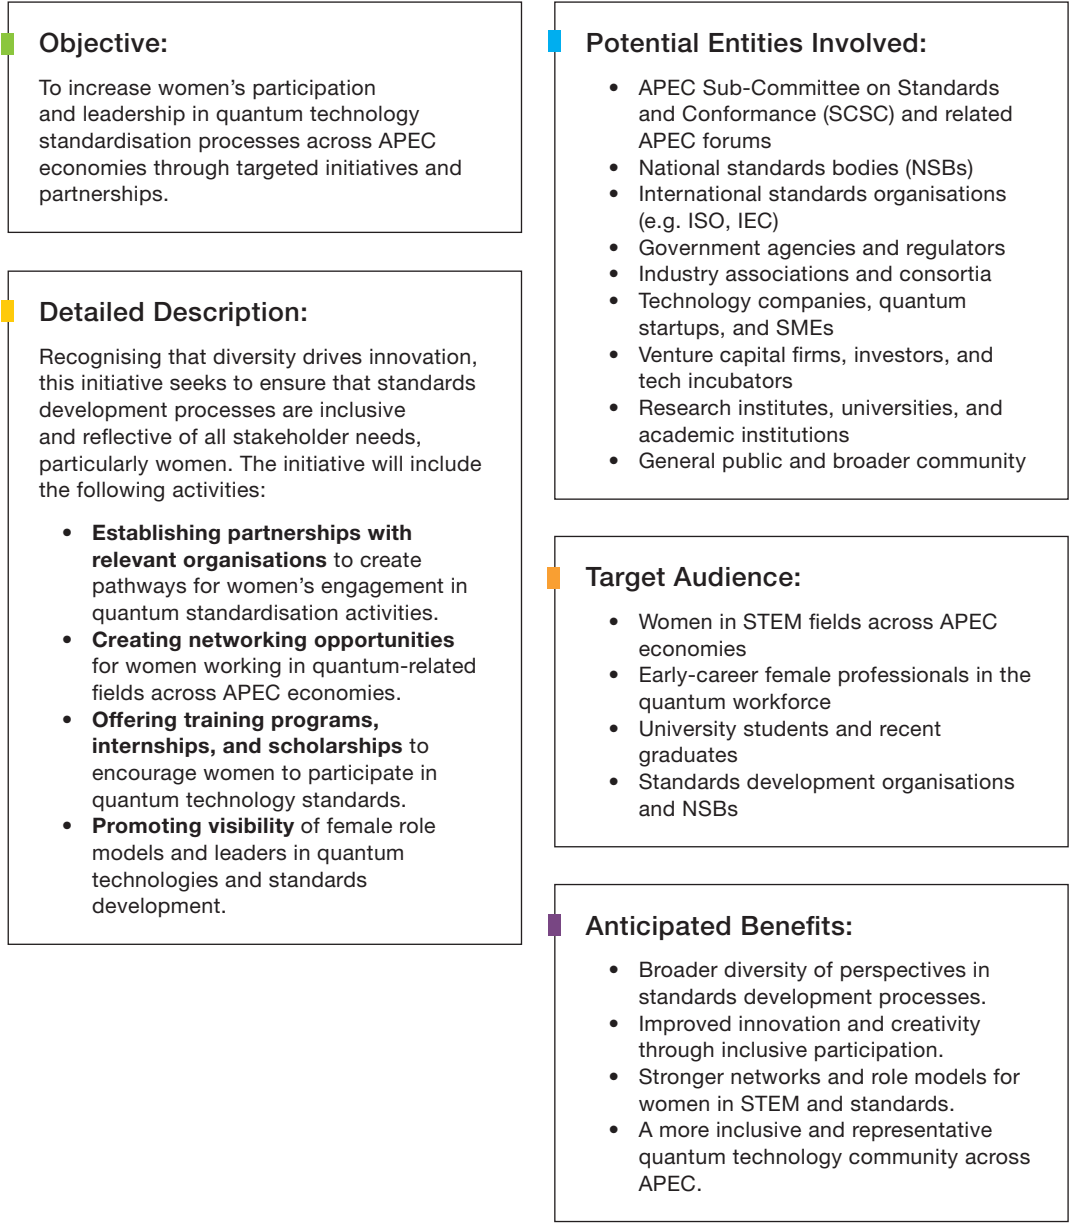 Objective:
To increase women’s participation
and leadership in quantum technology
standardisation processes across APEC
economies through targeted initiatives and
partnerships.
Detailed Description:
Recognising that diversity drives innovation,
this initiative seeks to ensure that standards
development processes are inclusive
and reflective of all stakeholder needs,
particularly women. The initiative will include
the following activities:
• Establishing partnerships with
relevant organisations to create
pathways for women’s engagement in
quantum standardisation activities.
• Creating networking opportunities
for women working in quantum-related
fields across APEC economies.
• Offering training programs,
internships, and scholarships to
encourage women to participate in
quantum technology standards.
• Promoting visibility of female role
models and leaders in quantum
technologies and standards
development.
Potential Entities Involved:
• APEC Sub-Committee on Standards
and Conformance (SCSC) and related
APEC forums
• National standards bodies (NSBs)
• International standards organisations
(e.g. ISO, IEC)
• Government agencies and regulators
• Industry associations and consortia
• Technology companies, quantum
startups, and SMEs
• Venture capital firms, investors, and
tech incubators
• Research institutes, universities, and
academic institutions
• General public and broader community
Target Audience:
• Women in STEM fields across APEC
economies
• Early-career female professionals in the
quantum workforce
• University students and recent
graduates
• Standards development organisations
and NSBs
Anticipated Benefits:
• Broader diversity of perspectives in
standards development processes.
• Improved innovation and creativity
through inclusive participation.
• Stronger networks and role models for
women in STEM and standards.
• A more inclusive and representative
quantum technology community across
APEC.